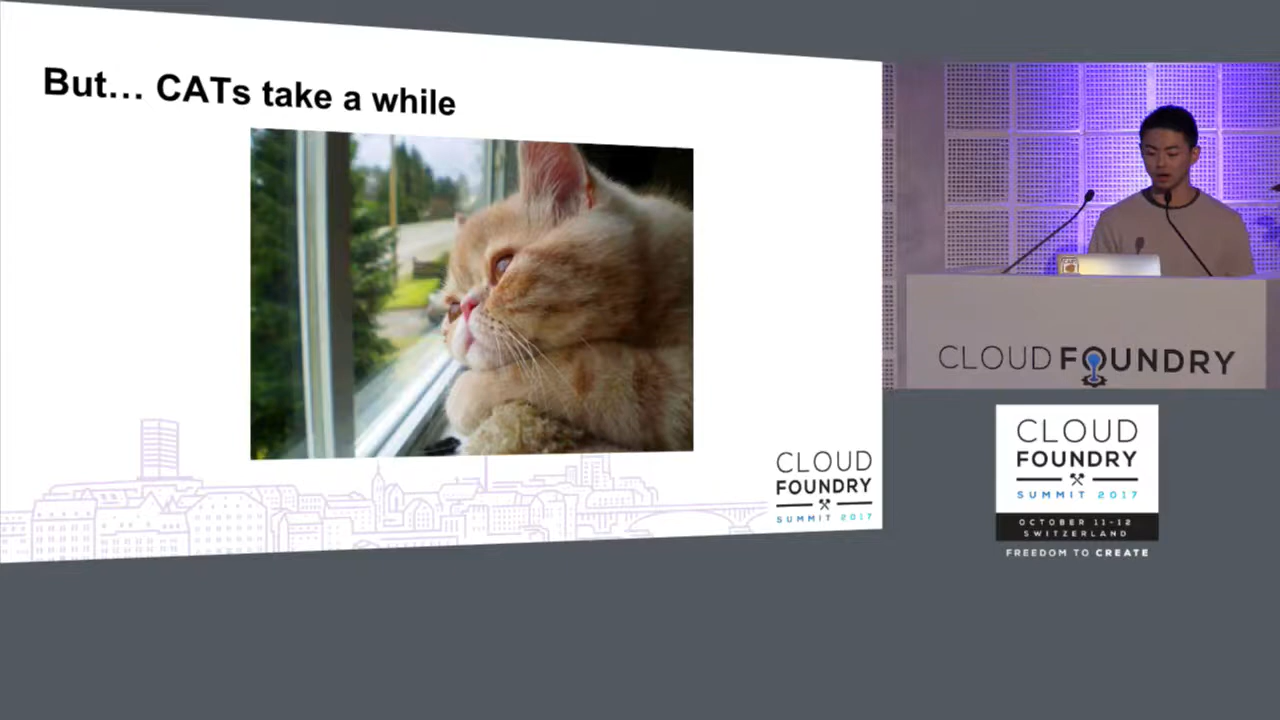 But... CATs take a while
CLOUD
FOUNDRY
SUMMIT 2017
CLOUD FOUNDRY
CLOUD
FOUNDRY
SUMMIT 2017
OCTOBER 11-12
SWITZERLAND
FREEDOM TO CREATE